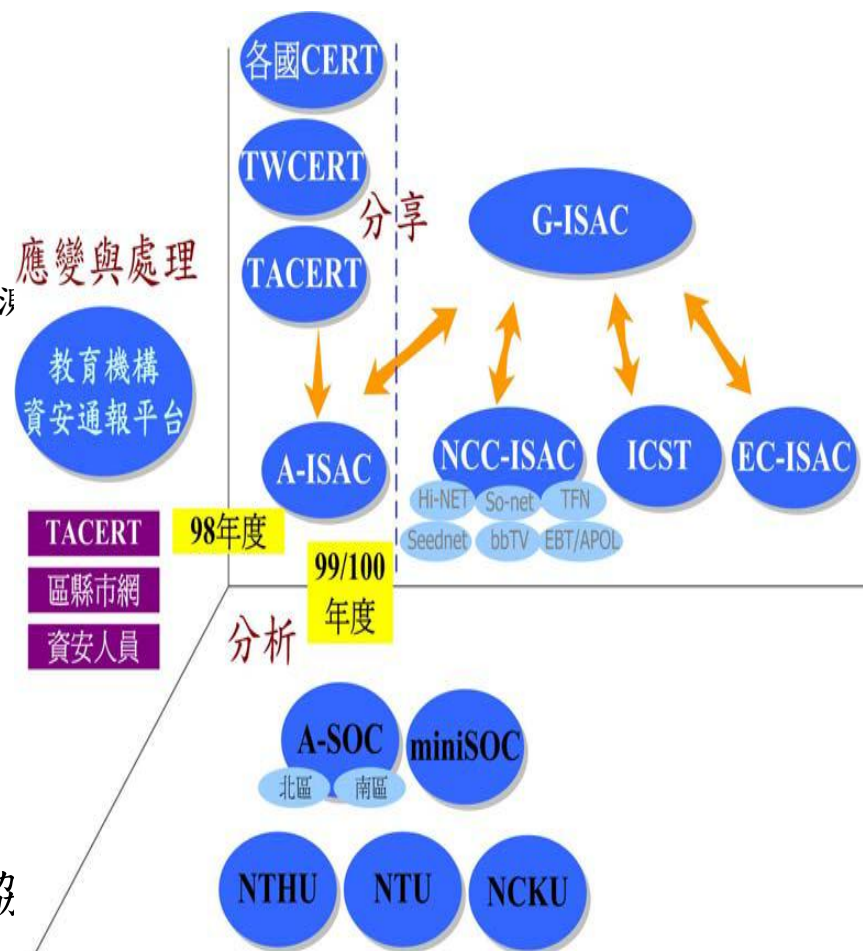 各國CERT
TWCERT
分享
TACERT
G-ISAC
應變與處理
教育機構
資安通報平台
A-ISAC
NCC-ISAC
ICST
EC-ISAC
Hi-NET
So-net
TFN
Seednet
bbTV
EBT/APOL
TACERT
區縣市網
資安人員
98年度
99/100
年度
分析
A-SOC
北區
南區
miniSOC
NTHU
NTU
NCKU